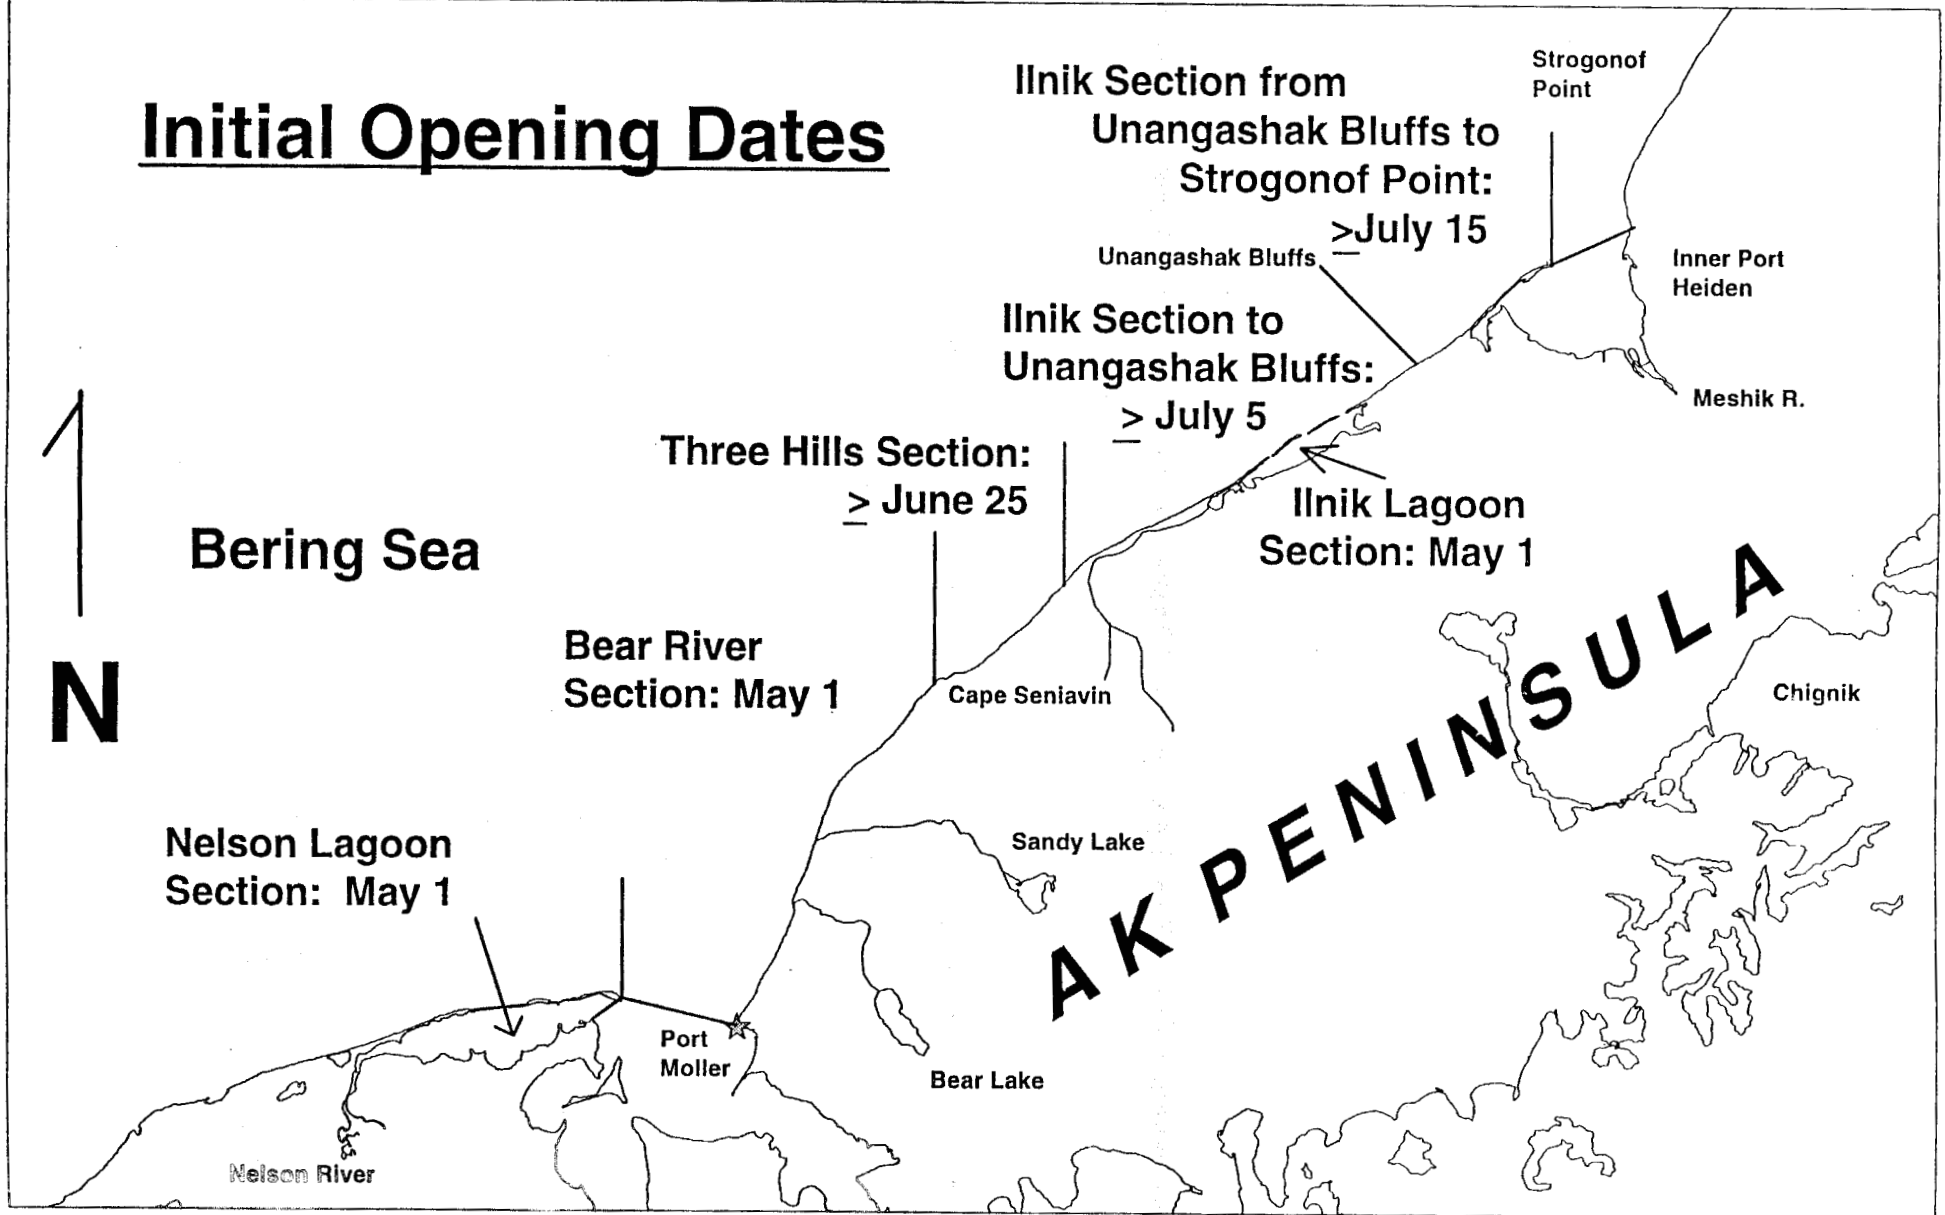 Initial Opening Dates
Ilnik Section from
Unangashak Bluffs to
Strogonof Point:
>July 15
Strogonof
Point
Unangashak Bluffs
Inner Port
Heiden
Ilnik Section to
Unangashak Bluffs:
> July 5
Meshik R.
Three Hills Section:
> June 25
Ilnik Lagoon
Section: May 1
Bering Sea
N
Bear River
Section: May 1
Cape Seniavin
AK PENINSULA
Chignik
Sandy Lake
Nelson Lagoon
Section: May 1
Port
Moller
Bear Lake
Nelson River